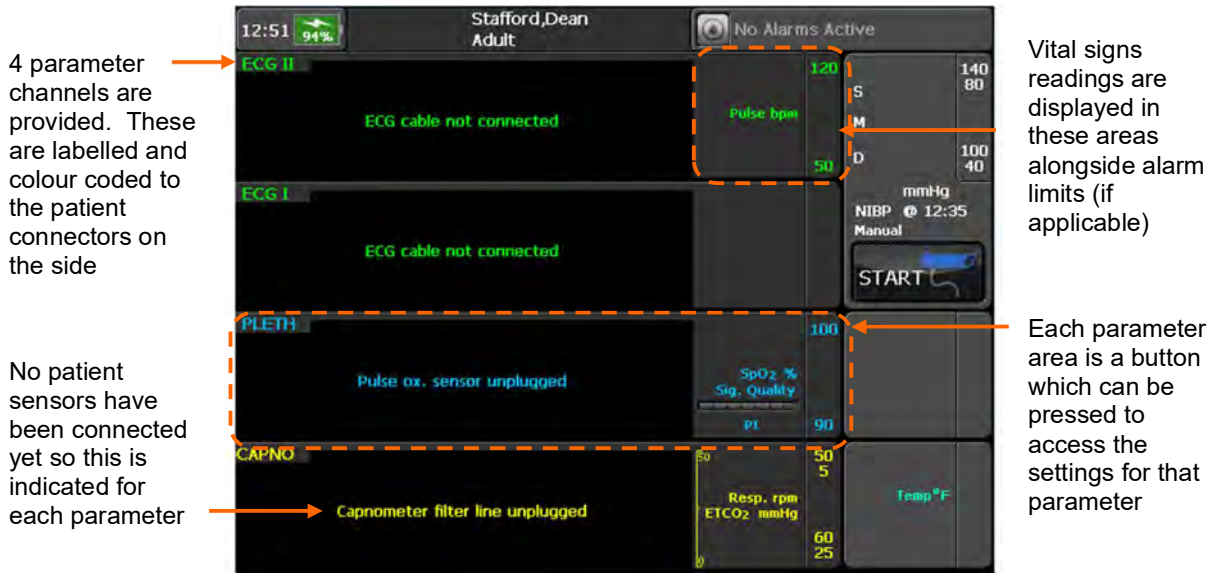 4 parameter
channels are
provided. These
are labelled and
colour coded to
the patient
connectors on
the side
No patient
sensors have
been connected
yet so this is
indicated for
each parameter
12:51
94%
Stafford,Dean
Adult
No Alarms Active
ECG II
ECG cable not connected
Pulse bpm
120
50
S
M
D
140
80
100
40
mmHg
NIBP @ 12:35
Manual
START
ECG I
ECG cable not connected
PLETH
Pulse ox. sensor unplugged
SpO2 %
Sig. Quality
PI
100
90
CAPNO
Capnometer filter line unplugged
50
0
Resp. rpm
ETCO2 mmHg
50
5
60
25
Temp°F
Vital signs
readings are
displayed in
these areas
alongside alarm
limits (if
applicable)
Each parameter
area is a button
which can be
pressed to
access the
settings for that
parameter